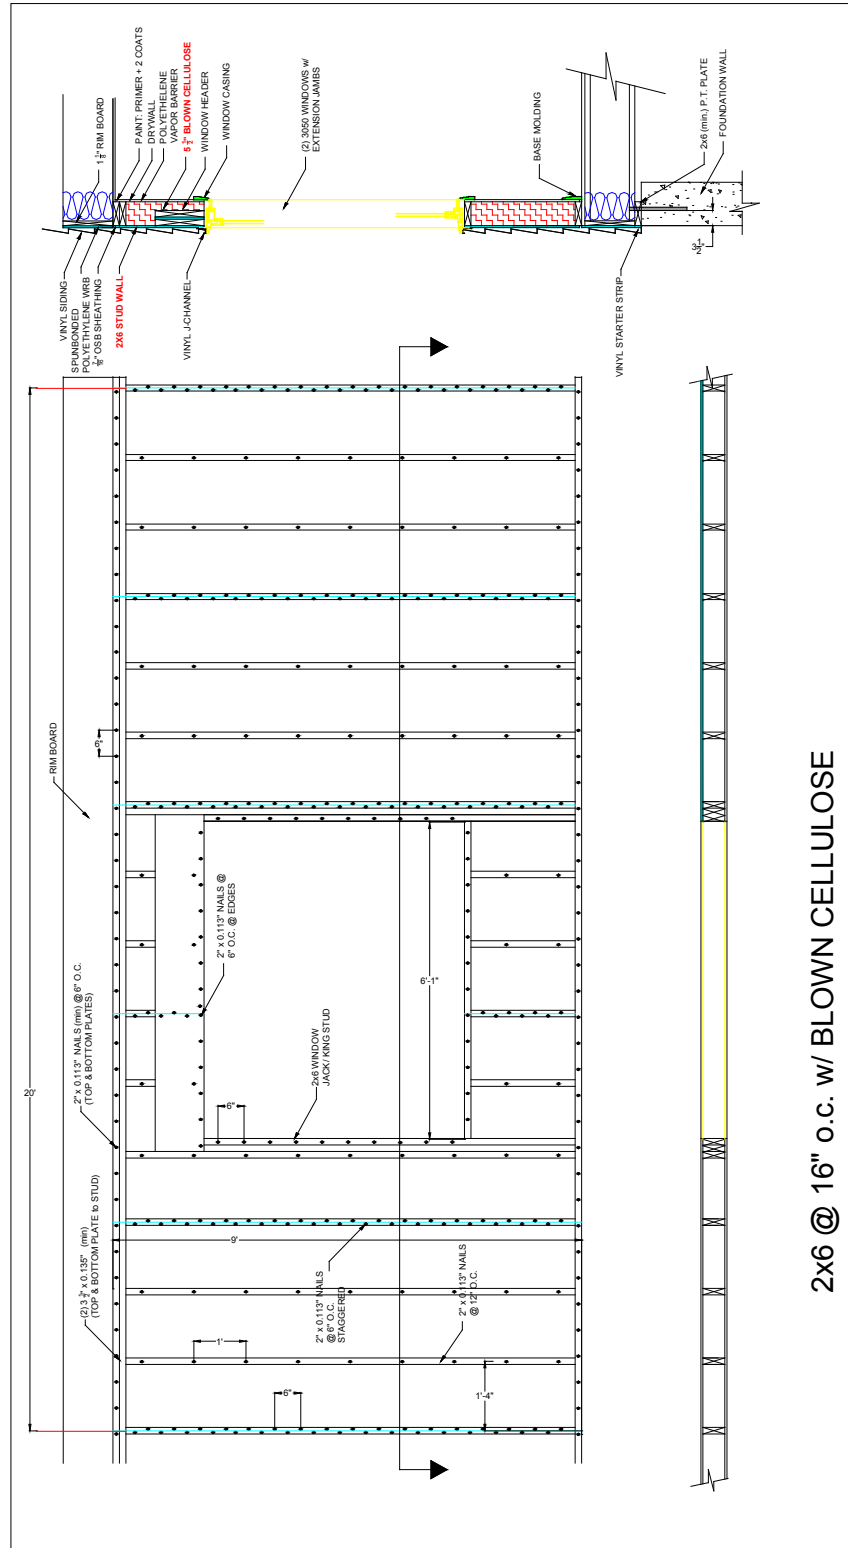 VINYL SIDING
SPUNBONDED
POLYETHYLENE WRB
7/16" OSB SHEATHING
2X6 STUD WALL
VINYL J-CHANNEL
1 1/8" RIM BOARD
PAINT: PRIMER + 2 COATS
DRYWALL
POLYETHELENE
VAPOR BARRIER
5 1/2" BLOWN CELLULOSE
WINDOW HEADER
WINDOW CASING
(2) 3050 WINDOWS w/
EXTENSION JAMBS
BASE MOLDING
2x6 (min.) P.T. PLATE
FOUNDATION WALL
3 1/2"
VINYL STARTER STRIP
RIM BOARD
6"
2" x 0.113" NAILS @
6" O.C. @ EDGES
6'-1"
2" x 0.113" NAILS (min) @ 6" O.C.
(TOP & BOTTOM PLATES)
20'
2x6 WINDOW
JACK / KING STUD
6"
(2) 3 1/2" x 0.135" (min)
(TOP & BOTTOM PLATE to STUD)
9'
2" x 0.113" NAILS
@ 6" O.C.
STAGGERED
2" x 0.113" NAILS
@ 12" O.C.
1'
6"
1'-4"
2x6 @ 16" o.c. w/ BLOWN CELLULOSE